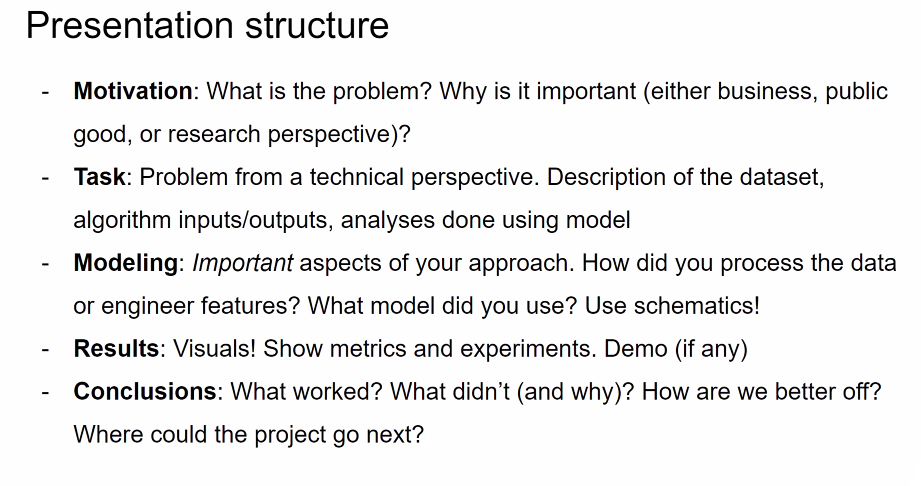 Presentation structure
- Motivation: What is the problem? Why is it important (either business, public
good, or research perspective)?
- Task: Problem from a technical perspective. Description of the dataset,
algorithm inputs/outputs, analyses done using model
- Modeling: Important aspects of your approach. How did you process the data
or engineer features? What model did you use? Use schematics!
- Results: Visuals! Show metrics and experiments. Demo (if any)
- Conclusions: What worked? What didn’t (and why)? How are we better off?
Where could the project go next?